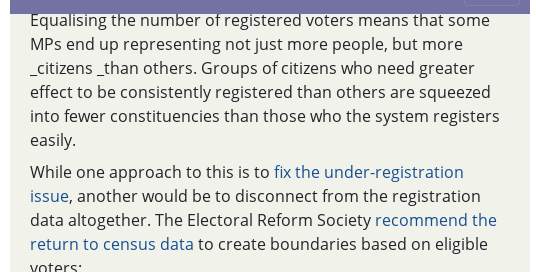 Equalising the number of registered voters means that some
MPs end up representing not just more people, but more
_citizens _than others. Groups of citizens who need greater
effect to be consistently registered than others are squeezed
into fewer constituencies than those who the system registers
easily.
While one approach to this is to fix the under-registration
issue, another would be to disconnect from the registration
data altogether. The Electoral Reform Society recommend the
return to census data to create boundaries based on eligible
voters: